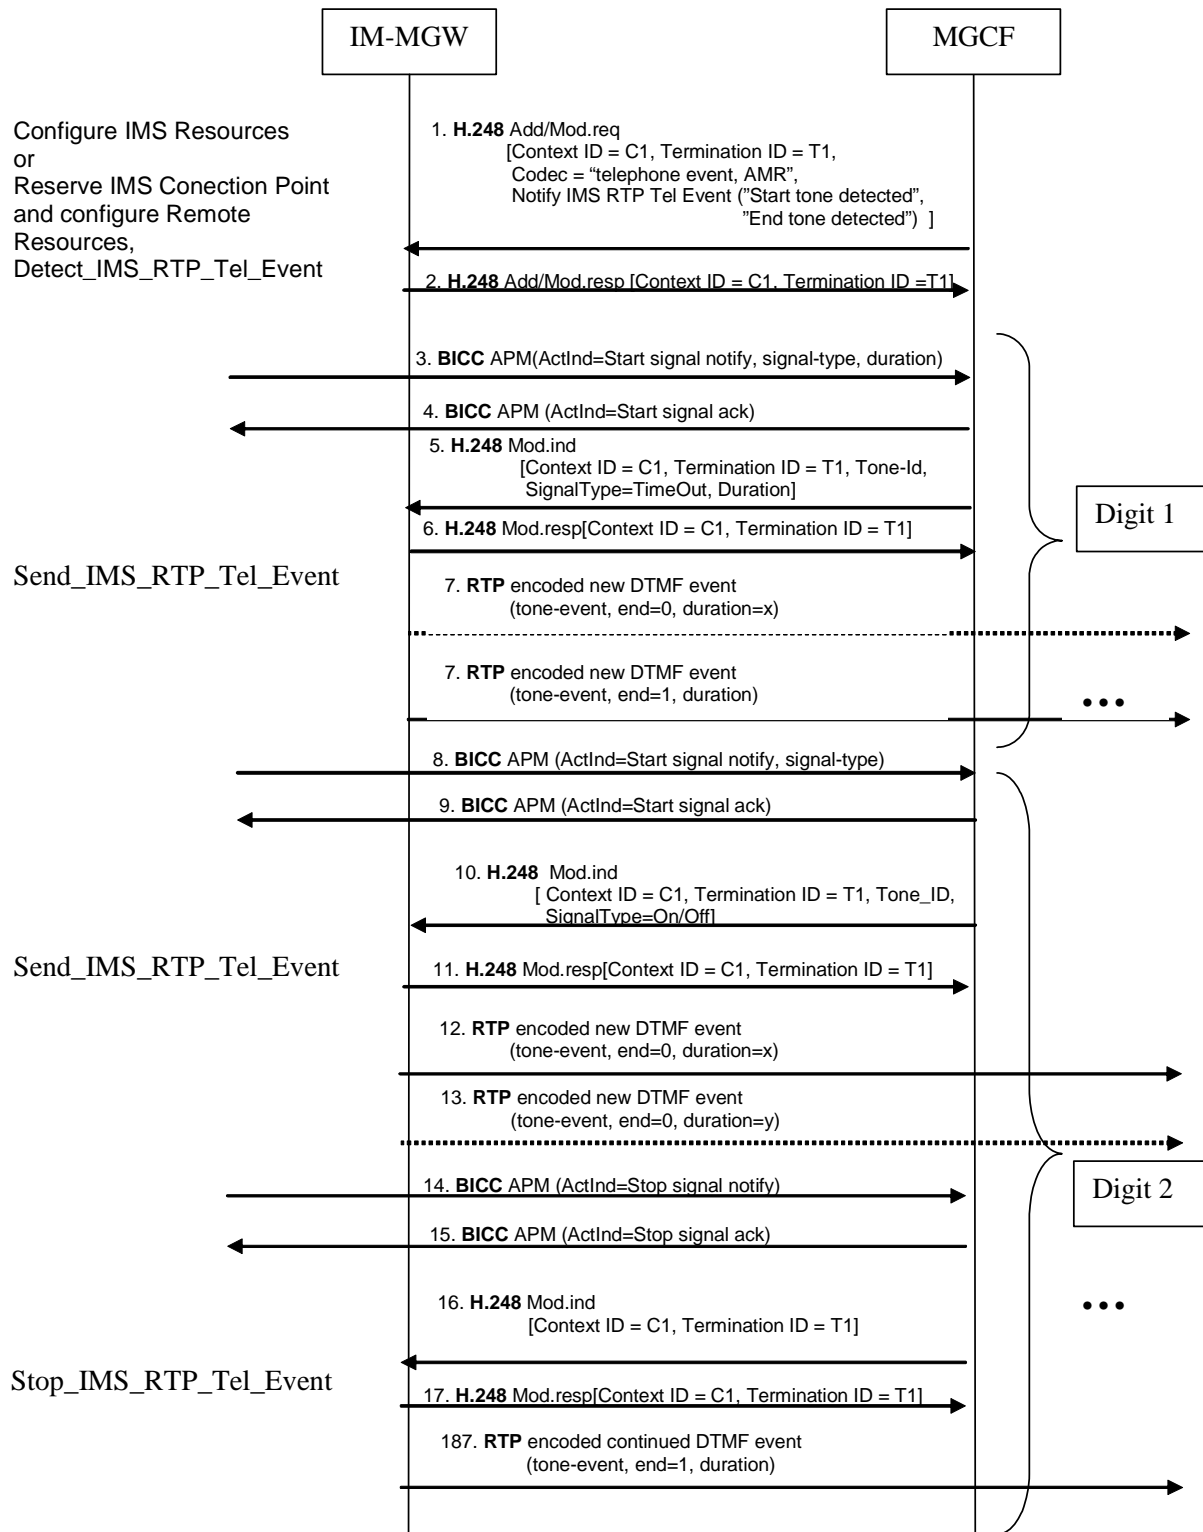 IM-MGW
MGCF
Configure IMS Resources
or
Reserve IMS Conection Point
and configure Remote
Resources,
Detect_IMS_RTP_Tel_Event
1. H.248 Add/Mod.req
[Context ID = C1, Termination ID = T1,
Codec = “telephone event, AMR”,
Notify IMS RTP Tel Event (”Start tone detected”,
”End tone detected”) ]
2. H.248 Add/Mod.resp [Context ID = C1, Termination ID =T1]
3. BICC APM(ActInd=Start signal notify, signal-type, duration)
4. BICC APM (ActInd=Start signal ack)
5. H.248 Mod.ind
[Context ID = C1, Termination ID = T1, Tone-Id,
SignalType=TimeOut, Duration]
Digit 1
6. H.248 Mod.resp[Context ID = C1, Termination ID = T1]
Send_IMS_RTP_Tel_Event
7. RTP encoded new DTMF event
(tone-event, end=0, duration=x)
7. RTP encoded new DTMF event
(tone-event, end=1, duration)
...
8. BICC APM (ActInd=Start signal notify, signal-type)
9. BICC APM (ActInd=Start signal ack)
10. H.248 Mod.ind
[ Context ID = C1, Termination ID = T1, Tone_ID,
SignalType=On/Off]
Send_IMS_RTP_Tel_Event
11. H.248 Mod.resp[Context ID = C1, Termination ID = T1]
12. RTP encoded new DTMF event
(tone-event, end=0, duration=x)
13. RTP encoded new DTMF event
(tone-event, end=0, duration=y)
14. BICC APM (ActInd=Stop signal notify)
Digit 2
15. BICC APM (ActInd=Stop signal ack)
16. H.248 Mod.ind
[Context ID = C1, Termination ID = T1]
...
Stop_IMS_RTP_Tel_Event
17. H.248 Mod.resp[Context ID = C1, Termination ID = T1]
187. RTP encoded continued DTMF event
(tone-event, end=1, duration)